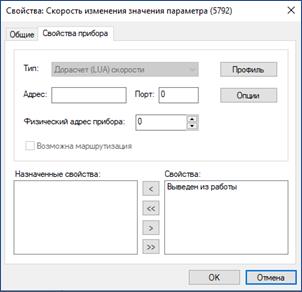 Свойства: Скорость изменения значения параметра (5792)
Общие Свойства прибора
Тип: Дорасчет (LUA) скорости Профиль
Адрес: Порт: 0 Опции
Физический адрес прибора: 0
Возможна маршрутизация
Назначенные свойства: Свойства:
< Выведен из работы
<<
>
>>
OK Отмена